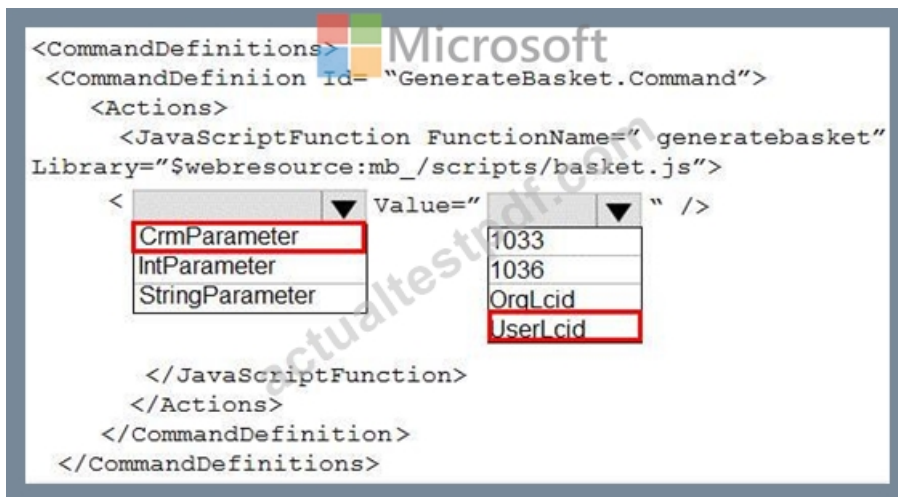 Microsoft
<CommandDefinitions>
<CommandDefiniion Id= “GenerateBasket.Command”>
<Actions>
<JavaScriptFunction FunctionName=” generatebasket”
Library=”$webresource:mb_/scripts/basket.js”>
< Value=” “ />
CrmParameter
IntParameter
StringParameter
1033
1036
OrgLcid
UserLcid
</JavaScriptFunction>
</Actions>
</CommandDefinition>
</CommandDefinitions>
actualtestpdf.com